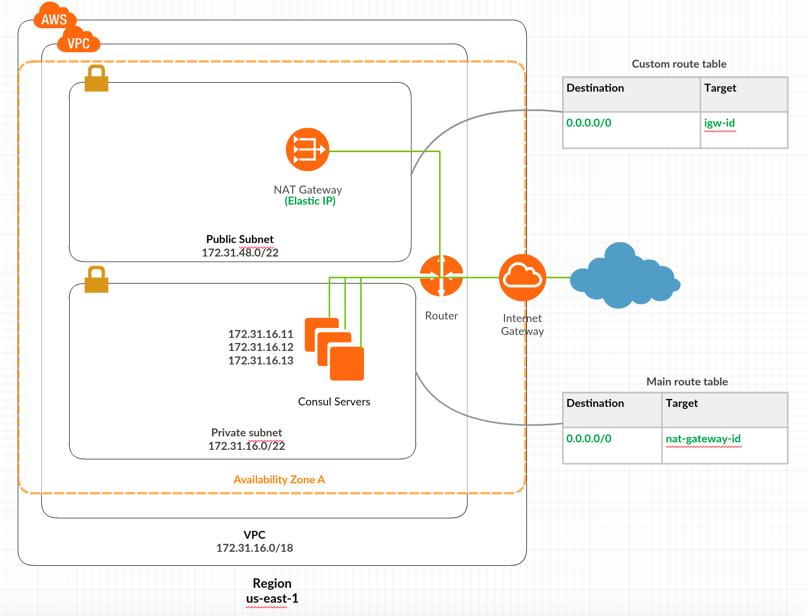 AWS
VPC
NAT Gateway
(Elastic IP)
Public Subnet
172.31.48.0/22
172.31.16.11
172.31.16.12
172.31.16.13
Consul Servers
Private subnet
172.31.16.0/22
Availability Zone A
VPC
172.31.16.0/18
Region
us-east-1
Router
Internet
Gateway
Custom route table
Destination Target
0.0.0.0/0 igw-id
Main route table
Destination Target
0.0.0.0/0 nat-gateway-id